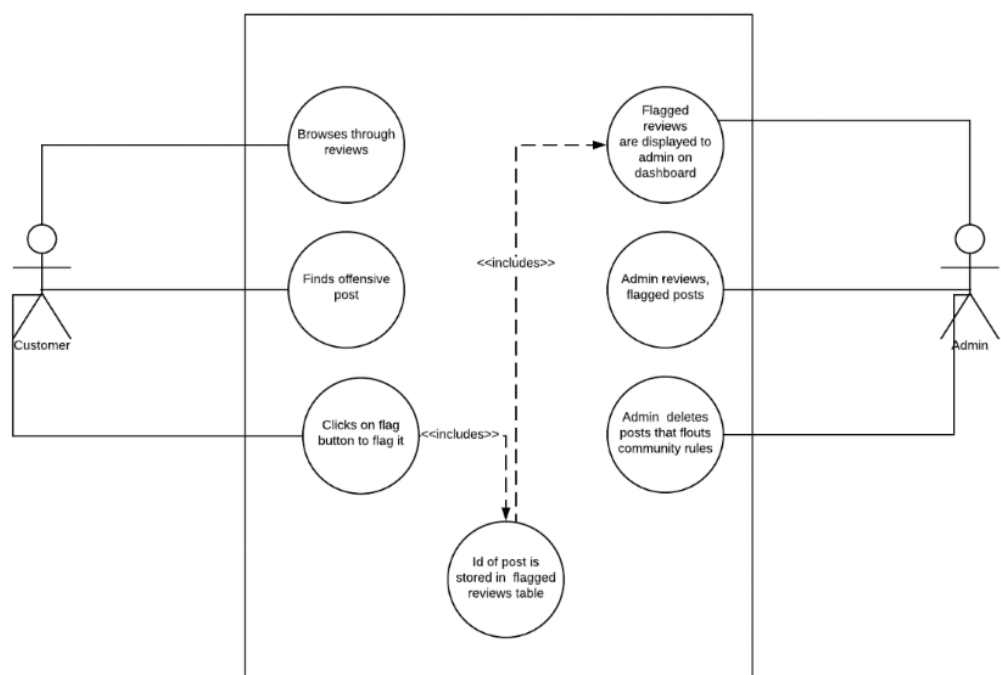 Browses through
reviews
Flagged
reviews
are displayed to
admin on
dashboard
<<includes>>
Finds offensive
post
Admin reviews,
flagged posts
Customer
Admin
Clicks on flag
button to flag it
<<includes>>
Admin deletes
posts that flouts
community rules
Id of post is
stored in flagged
reviews table